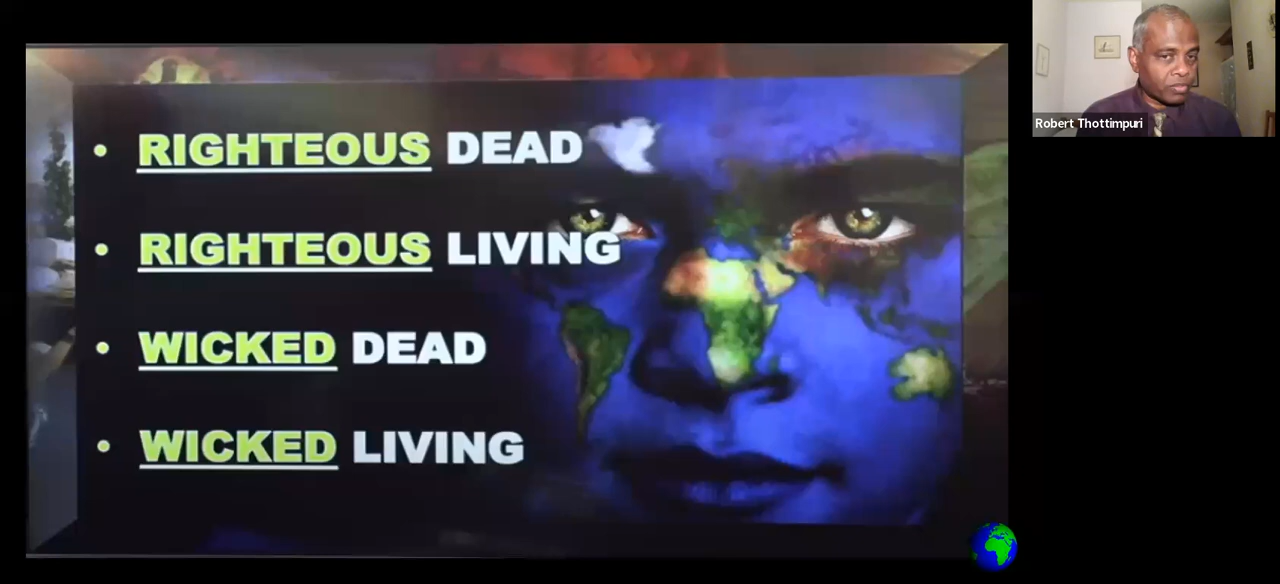 • RIGHTEOUS DEAD
• RIGHTEOUS LIVING
• WICKED DEAD
• WICKED LIVING
Robert Thottimpuri